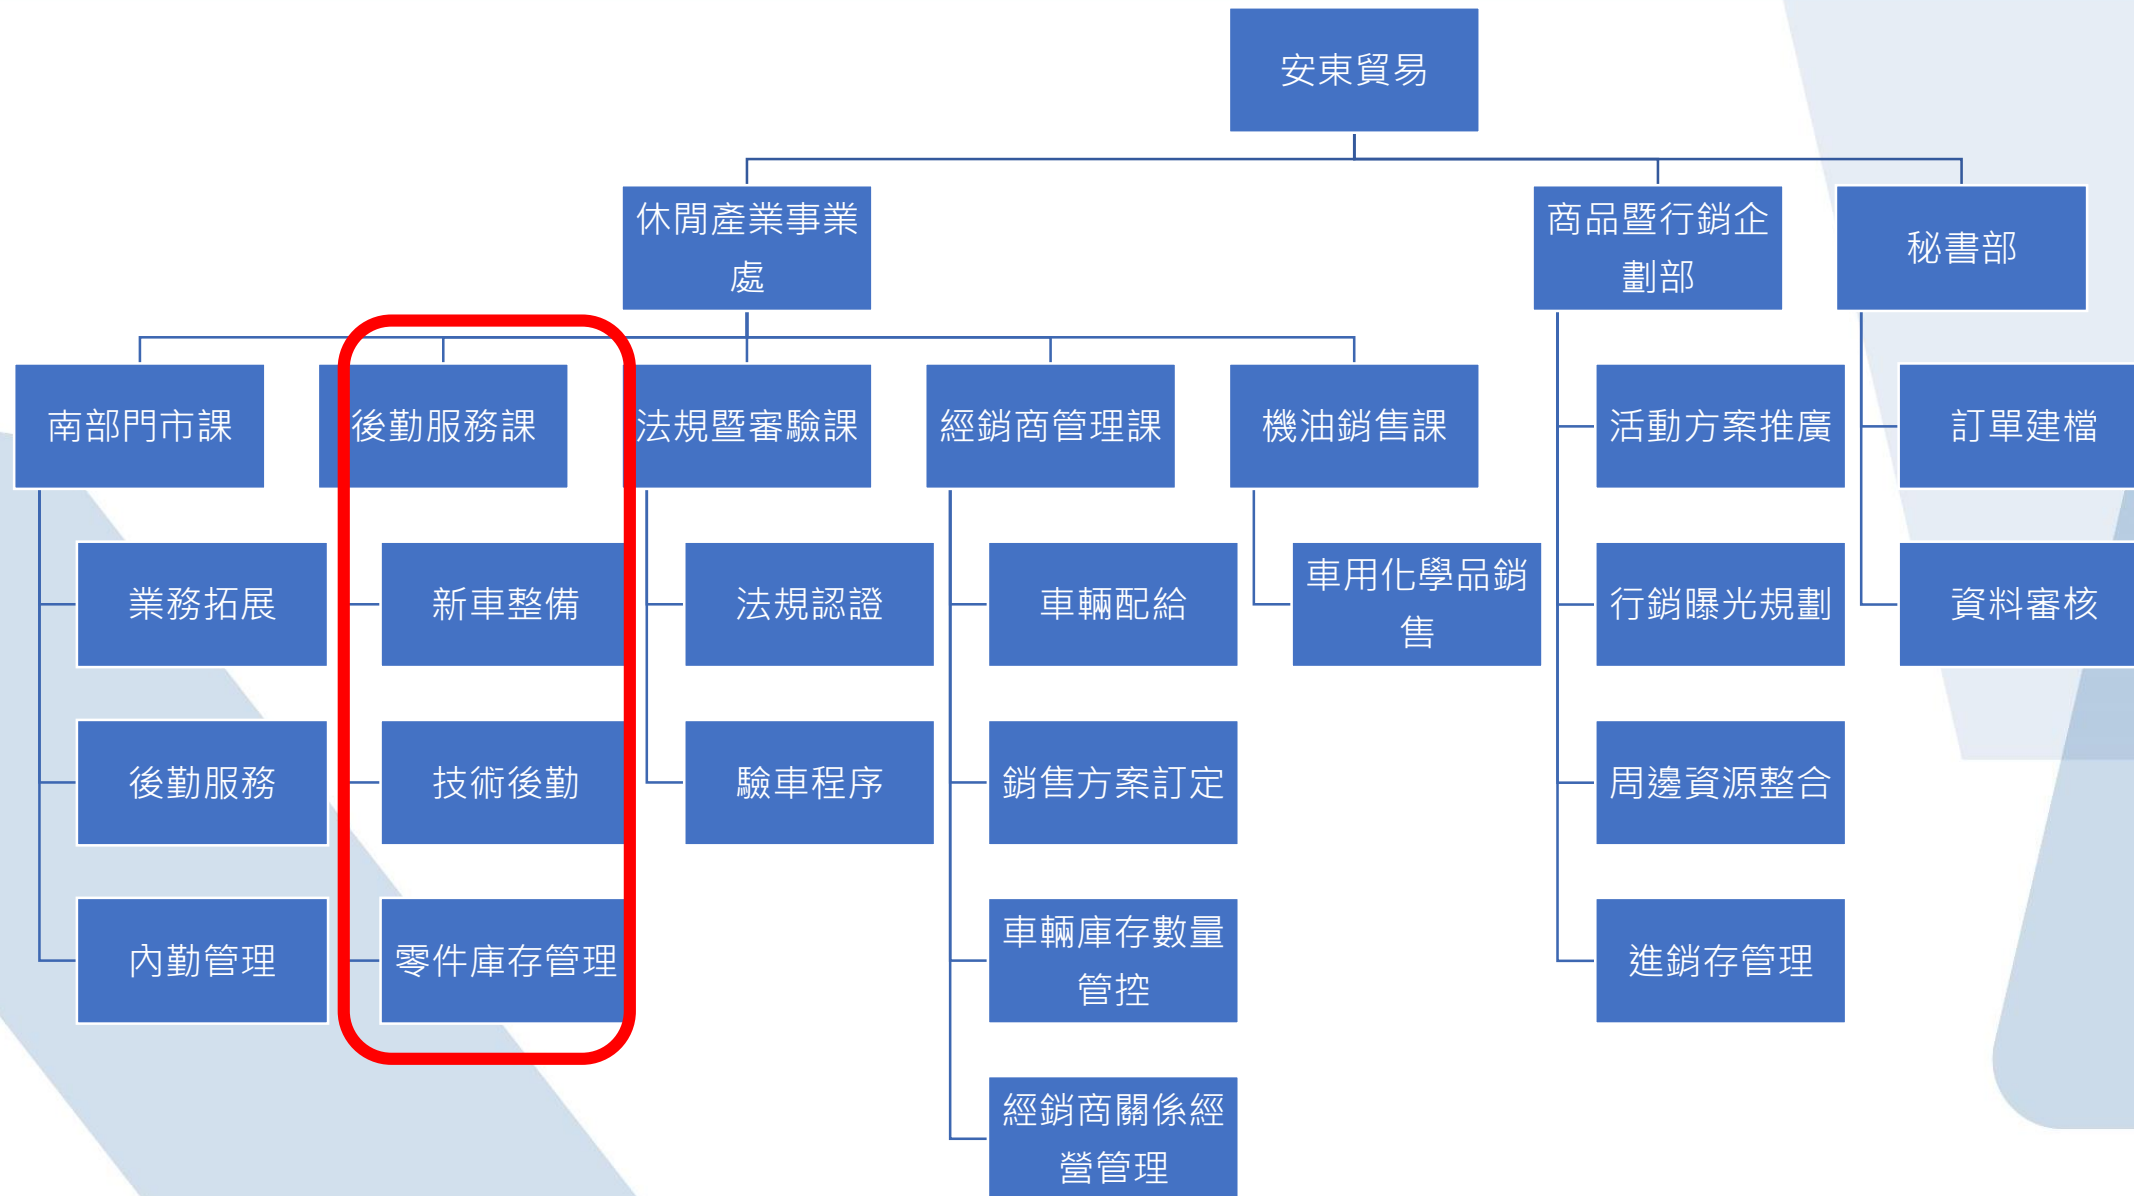 安東貿易
休閒產業事業
處
商品暨行銷企
劃部
秘書部
南部門市課
後勤服務課
法規暨審驗課
經銷商管理課
機油銷售課
活動方案推廣
訂單建檔
業務拓展
新車整備
法規認證
車輛配給
車用化學品銷
售
行銷曝光規劃
資料審核
後勤服務
技術後勤
驗車程序
銷售方案訂定
周邊資源整合
內勤管理
零件庫存管理
車輛庫存數量
管控
進銷存管理
經銷商關係經
營管理